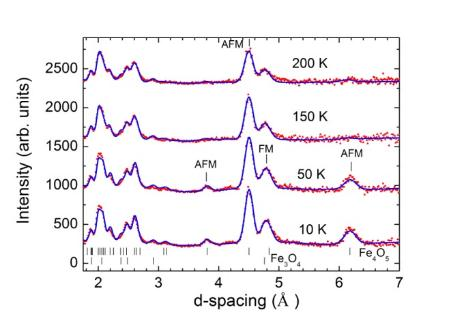 AFM
200 K
2500
2000
150 K
1500
AFM
FM
AFM
50 K
1000
10 K
500
Fe₄O₅
Fe₃O₄
0
2 3 4 5 6 7
d-spacing (Å )
Intensity (arb. units)